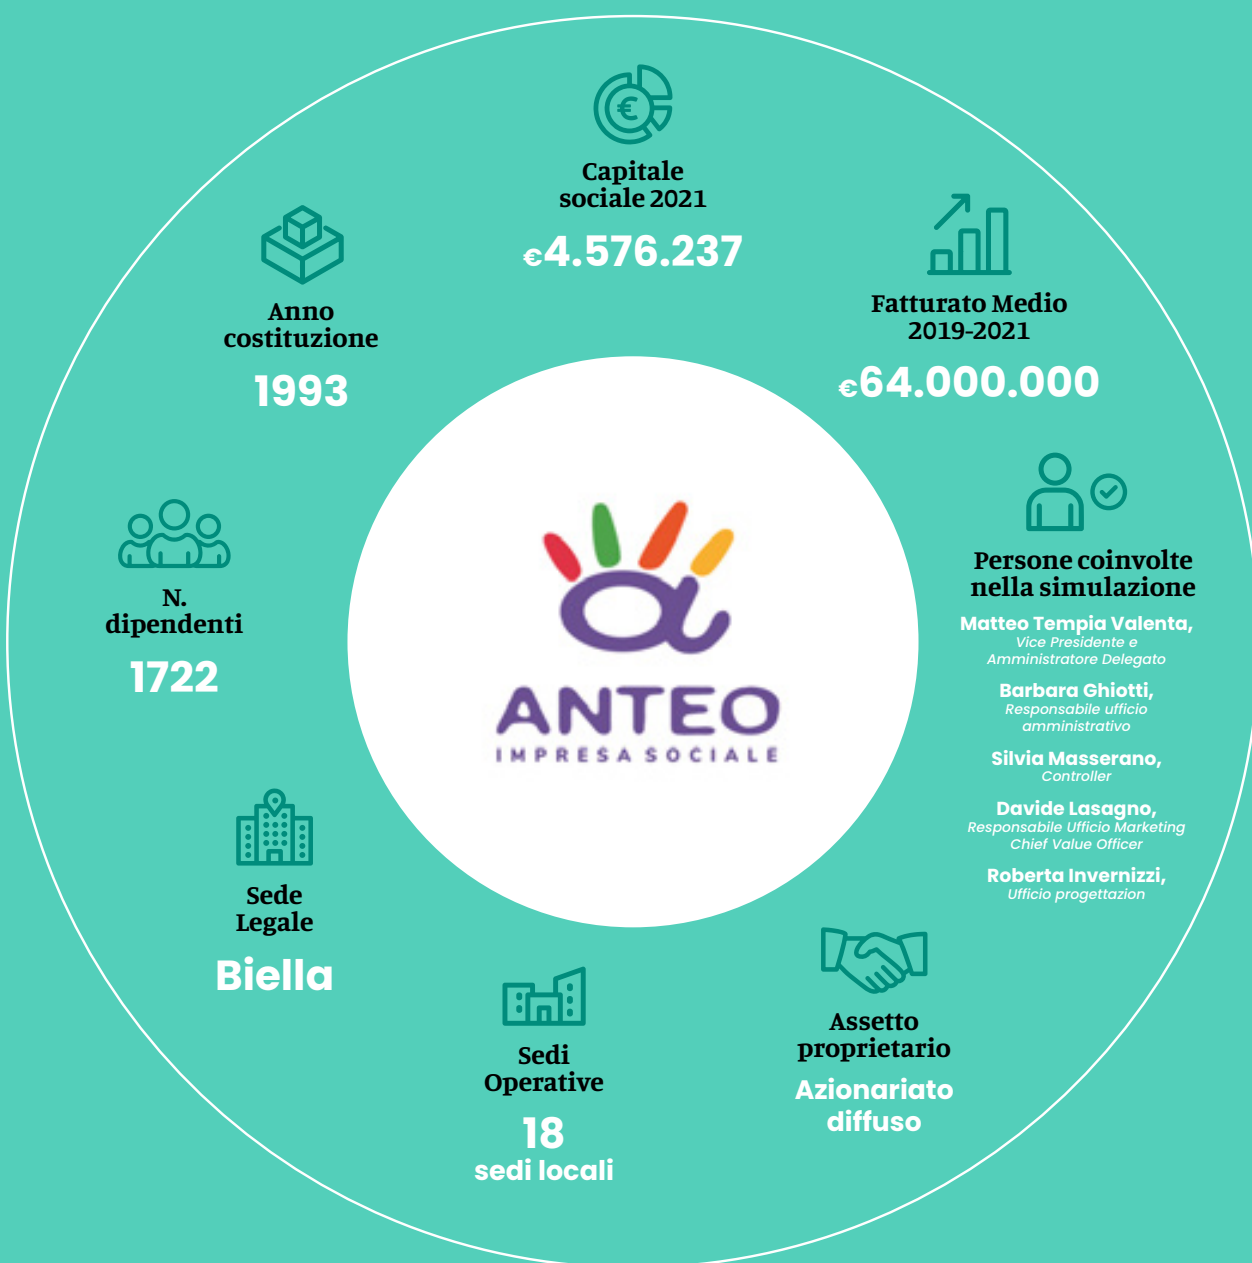 Capitale
sociale 2021
€4.576.237
Fatturato Medio
2019-2021
€64.000.000
Persone coinvolte
nella simulazione
Matteo Tempia Valenta,
Vice Presidente e
Amministratore Delegato
Barbara Ghiotti,
Responsabile ufficio
amministrativo
Silvia Masserano,
Controller
Davide Lasagno,
Responsabile Ufficio Marketing
Chief Value Officer
Roberta Invernizzi,
Ufficio progettazion
Assetto
proprietario
Azionariato
diffuso
Sedi
Operative
18
sedi locali
Sede
Legale
Biella
N.
dipendenti
1722
Anno
costituzione
1993
ANTEO
IMPRESA SOCIALE